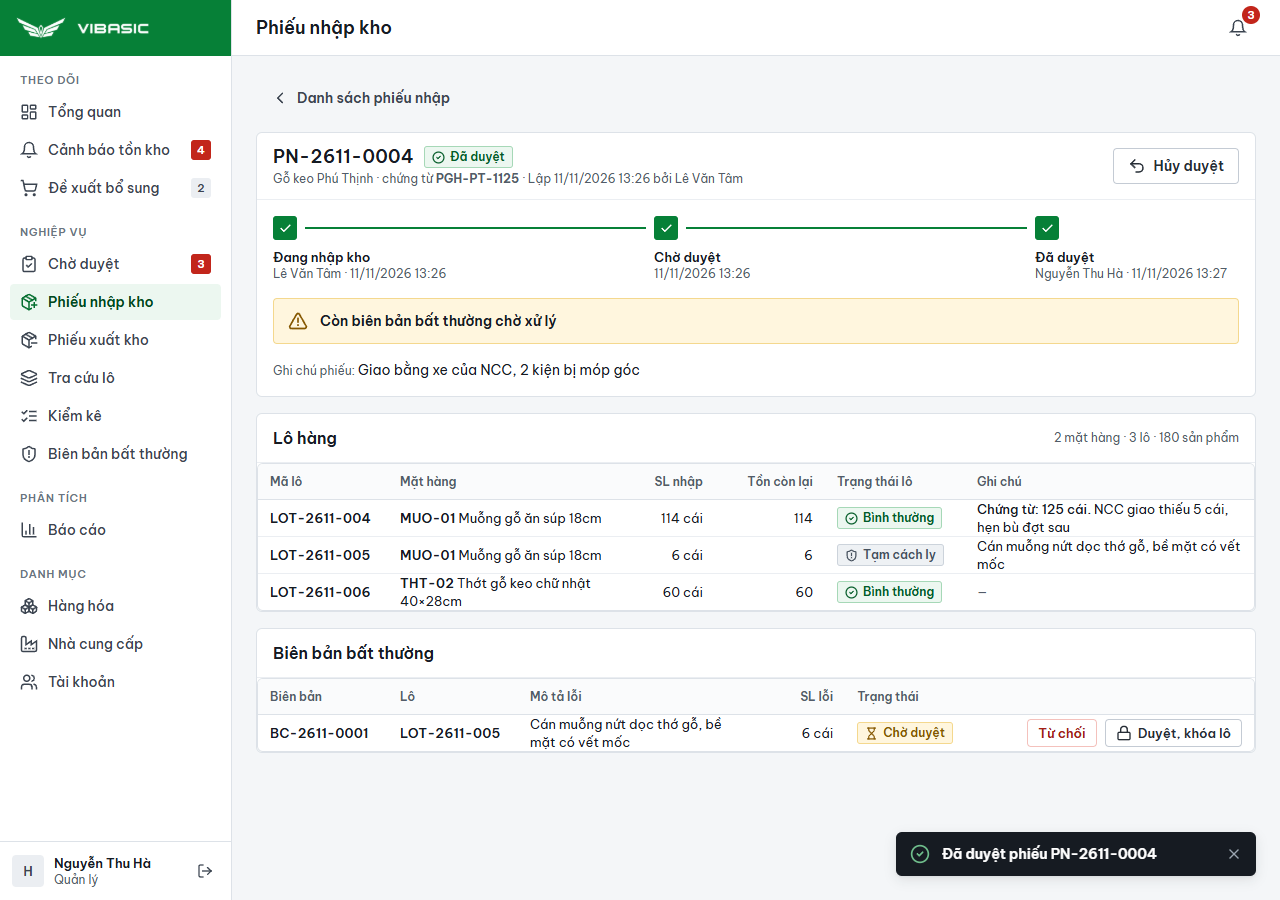 VIBASIC
Phiếu nhập kho
3
THEO DÕI
Tổng quan
Cảnh báo tồn kho 4
Đề xuất bổ sung 2
NGHIỆP VỤ
Chờ duyệt 3
Phiếu nhập kho
Phiếu xuất kho
Tra cứu lô
Kiểm kê
Biên bản bất thường
PHÂN TÍCH
Báo cáo
DANH MỤC
Hàng hóa
Nhà cung cấp
Tài khoản
H
Nguyễn Thu Hà
Quản lý
Danh sách phiếu nhập
PN-2611-0004 Đã duyệt
Gỗ keo Phú Thịnh · chứng từ PGH-PT-1125 · Lập 11/11/2026 13:26 bởi Lê Văn Tâm
Hủy duyệt
Đang nhập kho
Lê Văn Tâm · 11/11/2026 13:26
Chờ duyệt
11/11/2026 13:26
Đã duyệt
Nguyễn Thu Hà · 11/11/2026 13:27
Còn biên bản bất thường chờ xử lý
Ghi chú phiếu: Giao bằng xe của NCC, 2 kiện bị móp góc
Lô hàng
2 mặt hàng · 3 lô · 180 sản phẩm
Mã lô Mặt hàng SL nhập Tồn còn lại Trạng thái lô Ghi chú
LOT-2611-004 MUO-01 Muỗng gỗ ăn súp 18cm 114 cái 114 Bình thường Chứng từ: 125 cái. NCC giao thiếu 5 cái,
hẹn bù đợt sau
LOT-2611-005 MUO-01 Muỗng gỗ ăn súp 18cm 6 cái 6 Tạm cách ly Cán muỗng nứt dọc thớ gỗ, bề mặt có vết
mốc
LOT-2611-006 THT-02 Thớt gỗ keo chữ nhật
40×28cm 60 cái 60 Bình thường –
Biên bản bất thường
Biên bản Lô Mô tả lỗi SL lỗi Trạng thái
BC-2611-0001 LOT-2611-005 Cán muỗng nứt dọc thớ gỗ, bề
mặt có vết mốc 6 cái Chờ duyệt Từ chối Duyệt, khóa lô
Đã duyệt phiếu PN-2611-0004